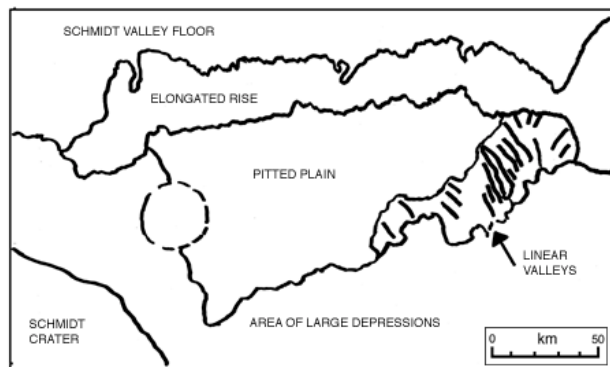 SCHMIDT VALLEY FLOOR
ELONGATED RISE
PITTED PLAIN
LINEAR
VALLEYS
SCHMIDT
CRATER
AREA OF LARGE DEPRESSIONS
0 km 50